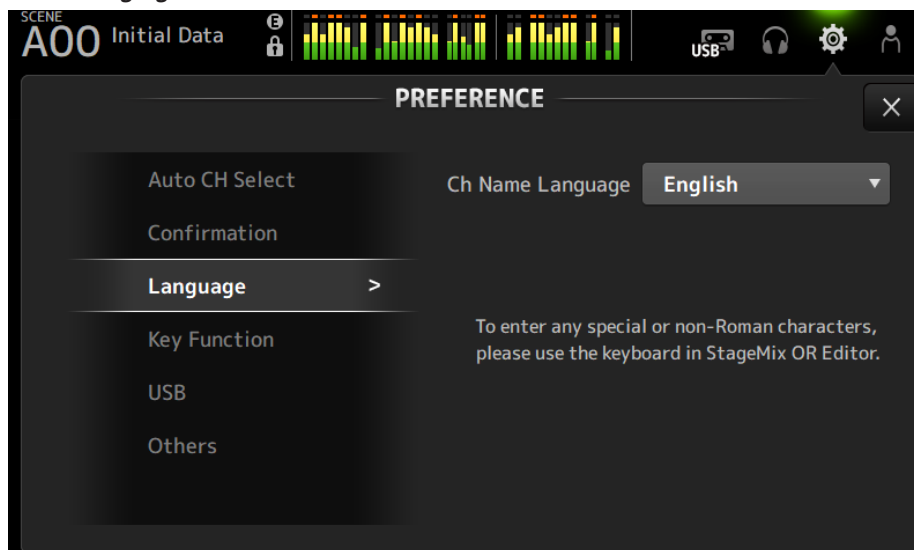 SCENE
A00 Initial Data
E
USB
PREFERENCE
Auto CH Select
Confirmation
Language >
Key Function
USB
Others
Ch Name Language English
To enter any special or non-Roman characters,
please use the keyboard in StageMix OR Editor.